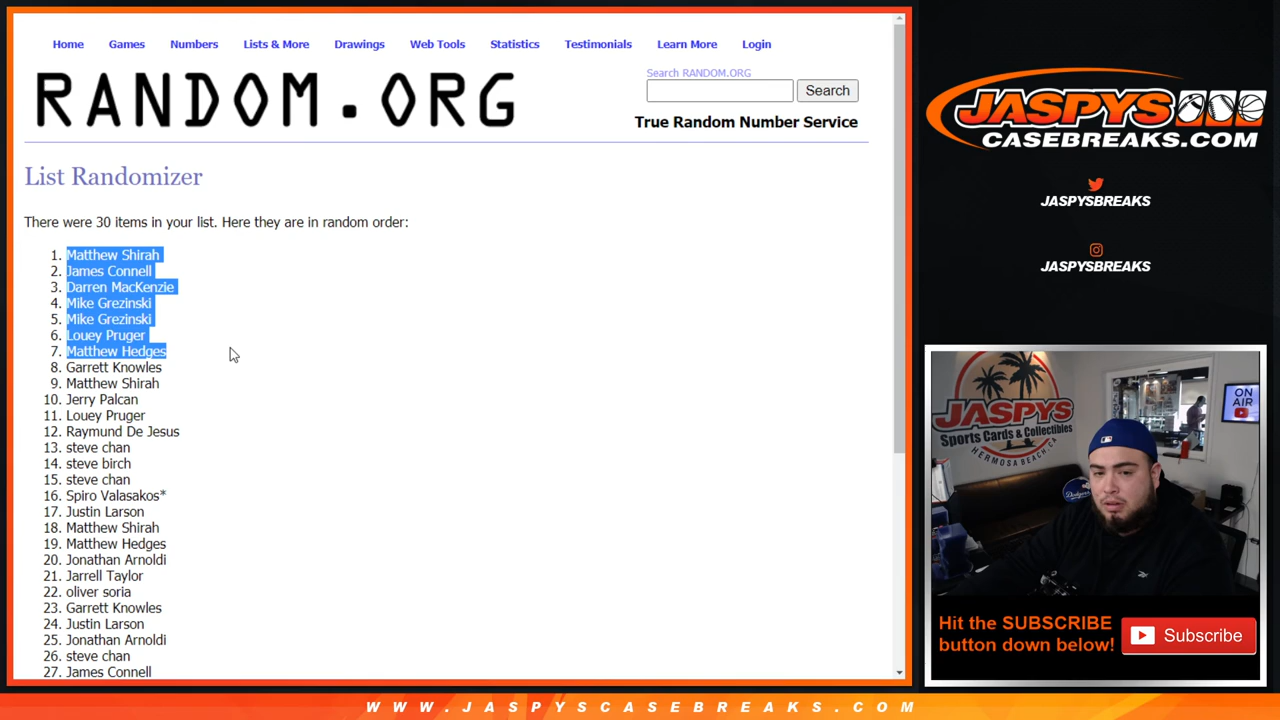 Home Games Numbers Lists & More Drawings Web Tools Statistics Testimonials Learn More Login
RANDOM.ORG
Search RANDOM.ORG
Search
True Random Number Service
List Randomizer
There were 30 items in your list. Here they are in random order:
1. Matthew Shirah
2. James Connell
3. Darren MacKenzie
4. Mike Grezinski
5. Mike Grezinski
6. Louey Pruger
7. Matthew Hedges
8. Garrett Knowles
9. Matthew Shirah
10. Jerry Palcan
11. Louey Pruger
12. Raymund De Jesus
13. steve chan
14. steve birch
15. steve chan
16. Spiro Valasakos*
17. Justin Larson
18. Matthew Shirah
19. Matthew Hedges
20. Jonathan Arnoldi
21. Jarrell Taylor
22. oliver soria
23. Garrett Knowles
24. Justin Larson
25. Jonathan Arnoldi
26. steve chan
27. James Connell
JASPYS
CASEBREAKS.COM
JASPYSBREAKS
JASPYSBREAKS
JASPYS
Sports Cards & Collectibles
HERMOSA BEACH, CA
ON
AIR
Dodgers
Hit the SUBSCRIBE
button down below!
Subscribe
WWW.JASPYSCASEBREAKS.COM